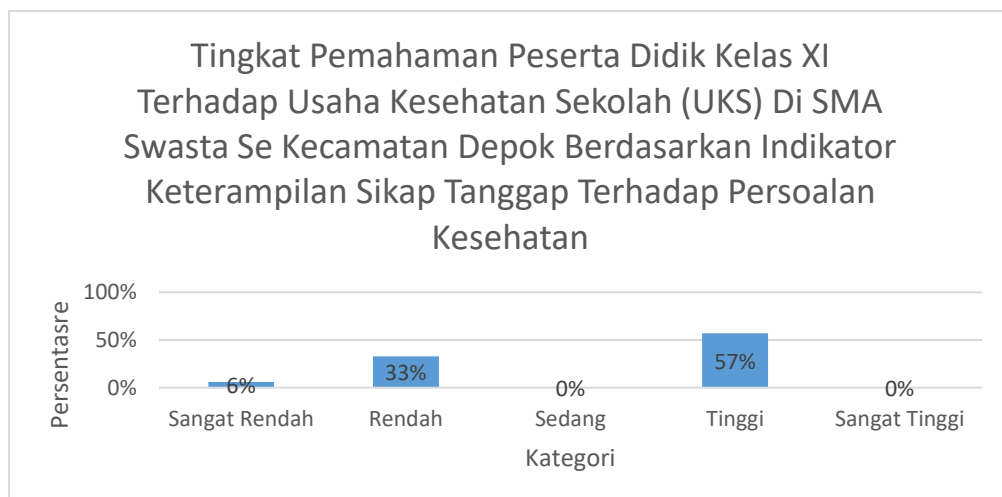 Tingkat Pemahaman Peserta Didik Kelas XI
Terhadap Usaha Kesehatan Sekolah (UKS) Di SMA
Swasta Se Kecamatan Depok Berdasarkan Indikator
Keterampilan Sikap Tanggap Terhadap Persoalan
Kesehatan
Persentasre
100%
50%
0%
6%
33%
0%
57%
0%
Sangat Rendah
Rendah
Sedang
Tinggi
Sangat Tinggi
Kategori